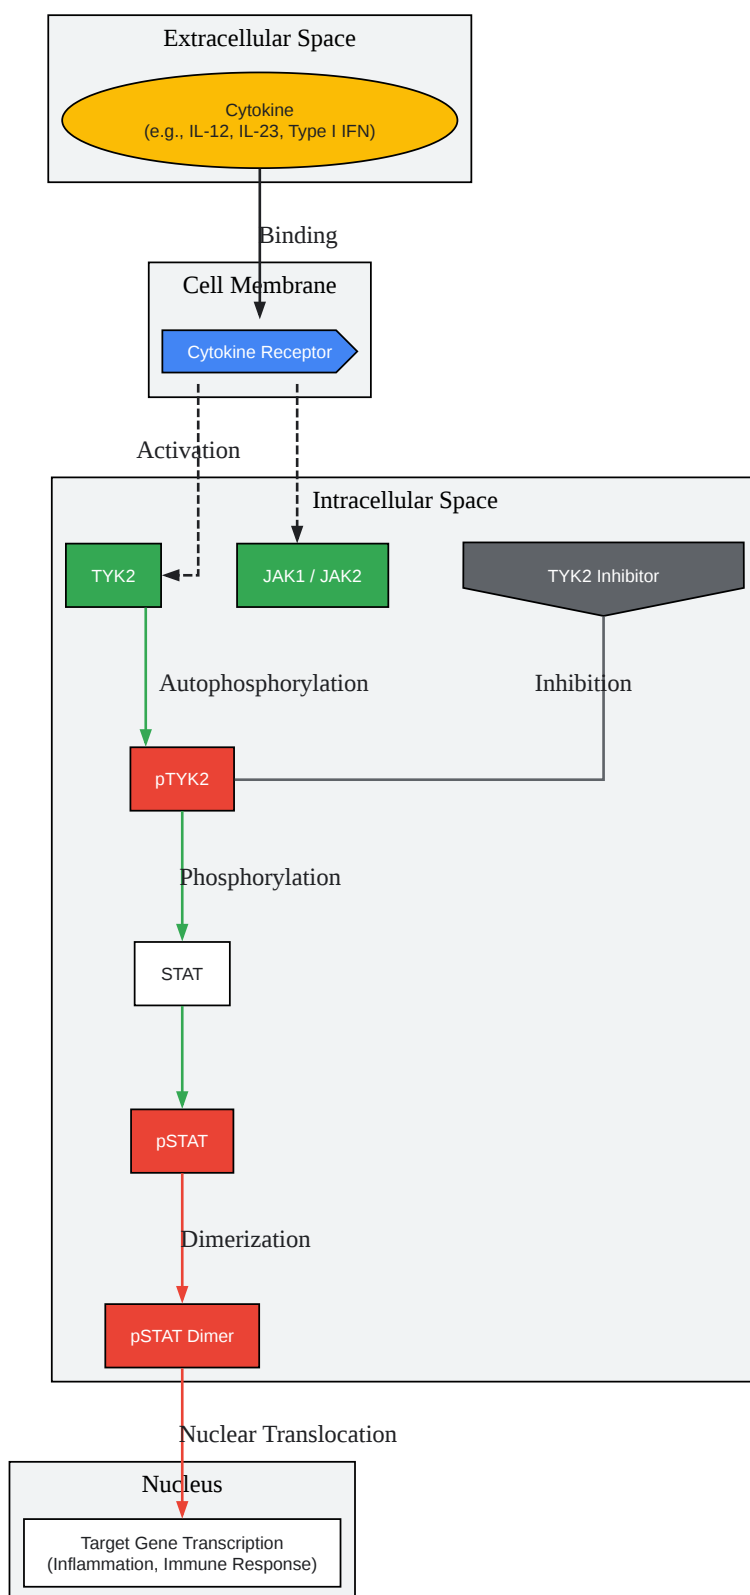 Extracellular Space
Cytokine
(e.g., IL-12, IL-23, Type I IFN)
Binding
Cell Membrane
Cytokine Receptor
Activation
Intracellular Space
TYK2
JAK1 / JAK2
TYK2 Inhibitor
Autophosphorylation
Inhibition
pTYK2
Phosphorylation
STAT
pSTAT
Dimerization
pSTAT Dimer
Nuclear Translocation
Nucleus
Target Gene Transcription
(Inflammation, Immune Response)